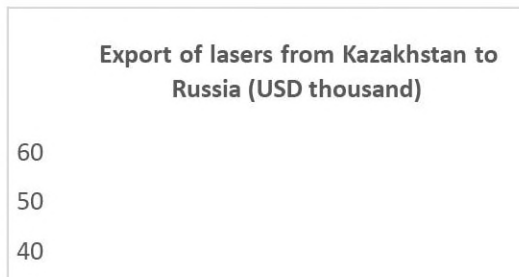 Export of lasers from Kazakhstan to
Russia (USD thousand)
60
50
40